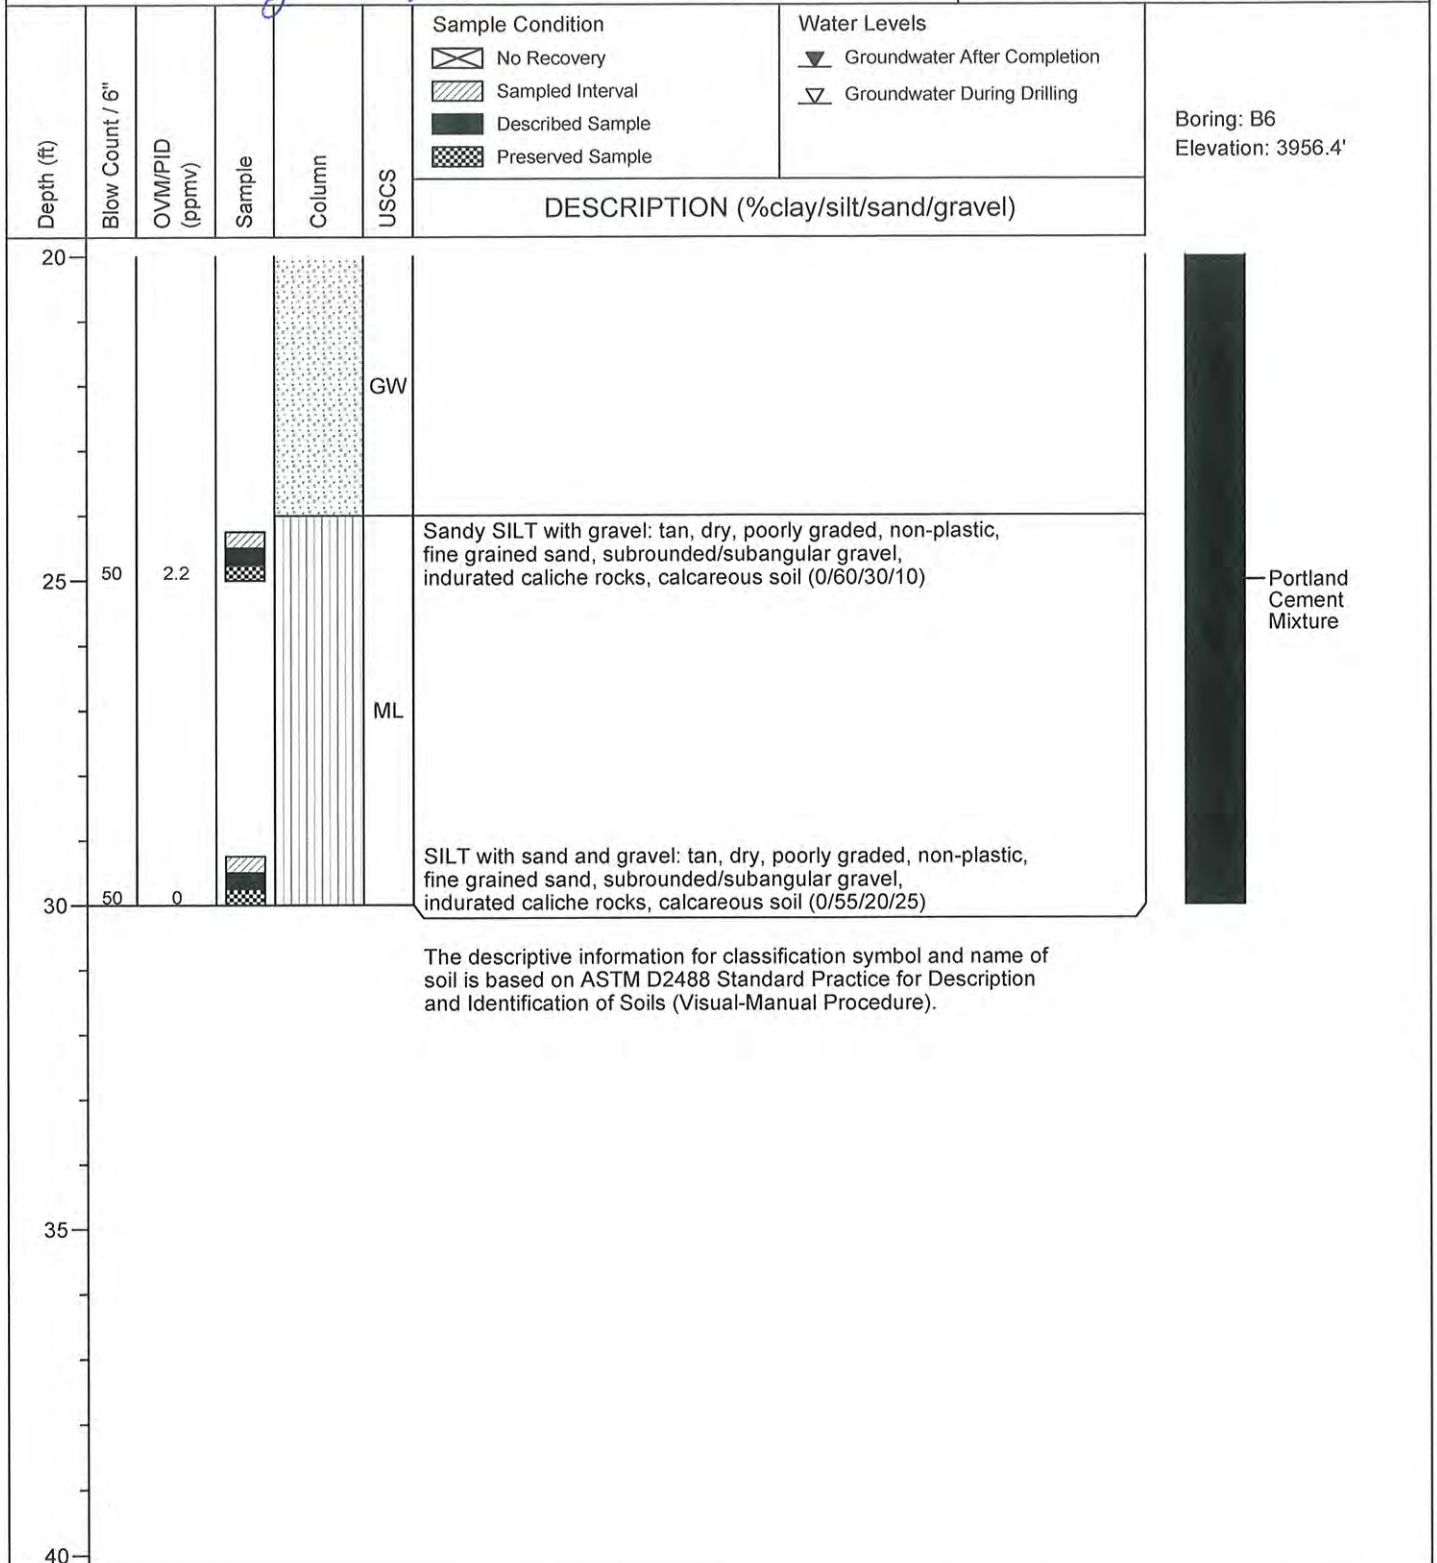 Sample Condition
No Recovery
Sampled Interval
Described Sample
Preserved Sample
Water Levels
Groundwater After Completion
Groundwater During Drilling
Boring: B6
Elevation: 3956.4'
Depth (ft)
Blow Count / 6"
OVM/PID
(ppmv)
Sample
Column
USCS
DESCRIPTION (%clay/silt/sand/gravel)
20
GW
Sandy SILT with gravel: tan, dry, poorly graded, non-plastic,
fine grained sand, subrounded/subangular gravel,
indurated caliche rocks, calcareous soil (0/60/30/10)
25
50
2.2
Portland
Cement
Mixture
ML
SILT with sand and gravel: tan, dry, poorly graded, non-plastic,
fine grained sand, subrounded/subangular gravel,
indurated caliche rocks, calcareous soil (0/55/20/25)
30
50
0
The descriptive information for classification symbol and name of
soil is based on ASTM D2488 Standard Practice for Description
and Identification of Soils (Visual-Manual Procedure).
35
40